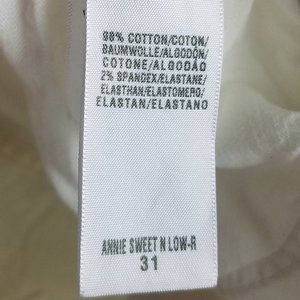 98% COTTON/COTON/
BAUMWOLLE/ALGODÓN/
COTONE/ALGODÃO
2% SPANDEX/ELASTANE/
ELASTHAN/ELASTOMERO/
ELASTAN/ELASTANO
ANNIE SWEET N LOW-R
31